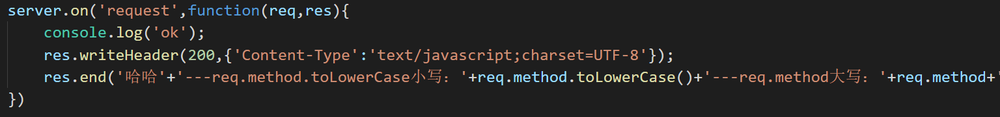 server.on('request',function(req,res){
console.log('ok');
res.writeHeader(200,{'Content-Type':'text/javascript;charset=UTF-8'});
res.end('哈哈'+'---req.method.toLowerCase小写：'+req.method.toLowerCase()+'---req.method大写：'+req.method+'
})